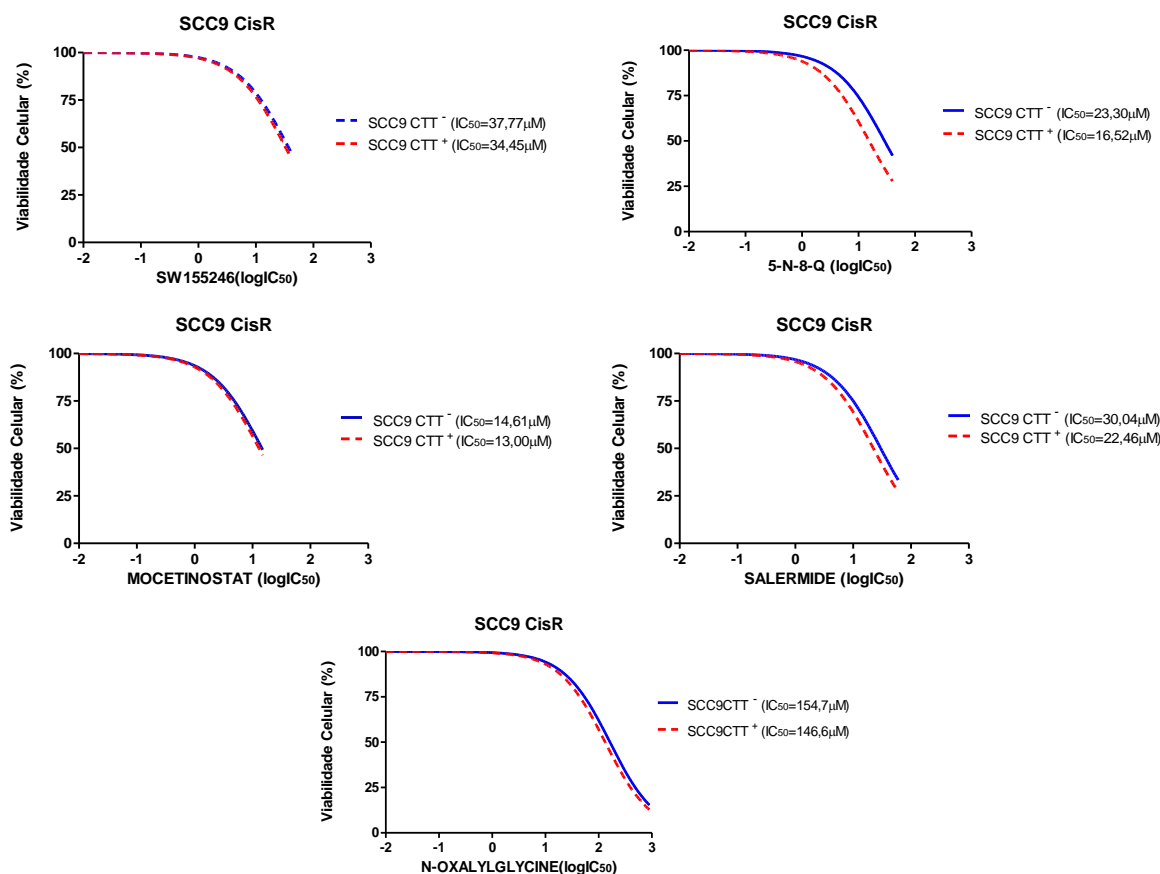 SCC9 CisR
100
75
50
25
0
Viabilidade Celular (%)
-2 -1 0 1 2 3
SW155246(logIC50)
SCC9 CTT - (IC50=37,77µM)
SCC9 CTT + (IC50=34,45µM)
SCC9 CisR
100
75
50
25
0
Viabilidade Celular (%)
-2 -1 0 1 2 3
5-N-8-Q (logIC50)
SCC9 CTT - (IC50=23,30µM)
SCC9 CTT + (IC50=16,52µM)
SCC9 CisR
100
75
50
25
0
Viabilidade Celular (%)
-2 -1 0 1 2 3
MOCETINOSTAT (logIC50)
SCC9 CTT - (IC50=14,61µM)
SCC9 CTT + (IC50=13,00µM)
SCC9 CisR
100
75
50
25
0
Viabilidade Celular (%)
-2 -1 0 1 2 3
SALERMIDE (logIC50)
SCC9 CTT - (IC50=30,04µM)
SCC9 CTT + (IC50=22,46µM)
SCC9 CisR
100
75
50
25
0
Viabilidade Celular (%)
-2 -1 0 1 2 3
N-OXALYLGLYCINE(logIC50)
SCC9CTT - (IC50=154,7µM)
SCC9CTT + (IC50=146,6µM)